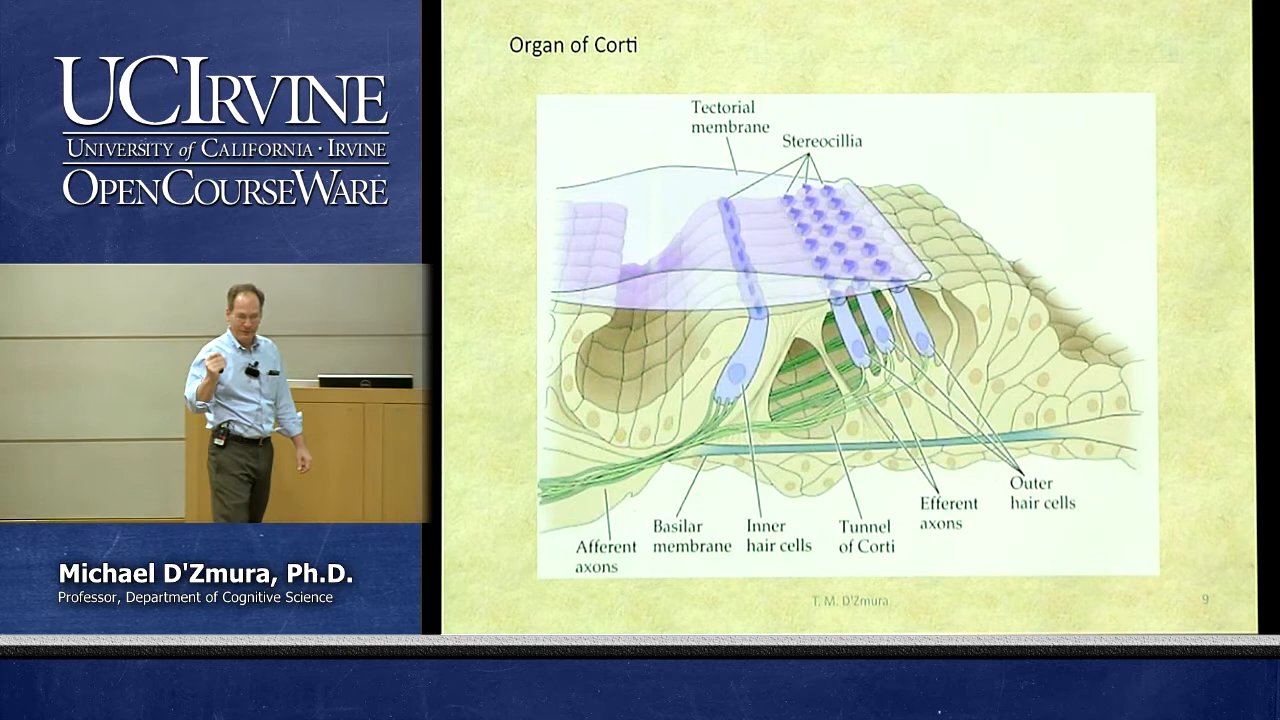 UCIRVINE
UNIVERSITY of CALIFORNIA · IRVINE
OPENCOURSEWARE
Michael D'Zmura, Ph.D.
Professor, Department of Cognitive Science
Organ of Corti
Tectorial
membrane
Stereocillia
Outer
hair cells
Efferent
axons
Tunnel
of Corti
Inner
hair cells
Basilar
membrane
Afferent
axons
T. M. D'Zmura
9